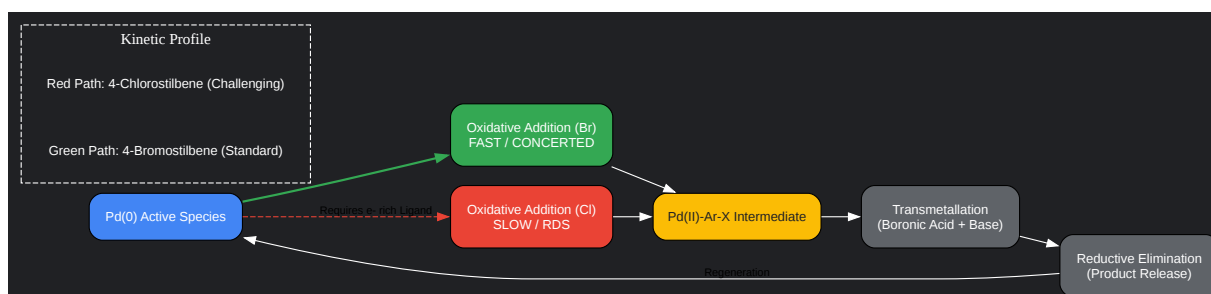 Kinetic Profile
Red Path: 4-Chlorostilbene (Challenging)
Green Path: 4-Bromostilbene (Standard)
Pd(0) Active Species
Requires e- rich Ligand
Oxidative Addition (Br)
FAST / CONCERTED
Oxidative Addition (Cl)
SLOW / RDS
Pd(II)-Ar-X Intermediate
Transmetallation
(Boronic Acid + Base)
Reductive Elimination
(Product Release)
Regeneration